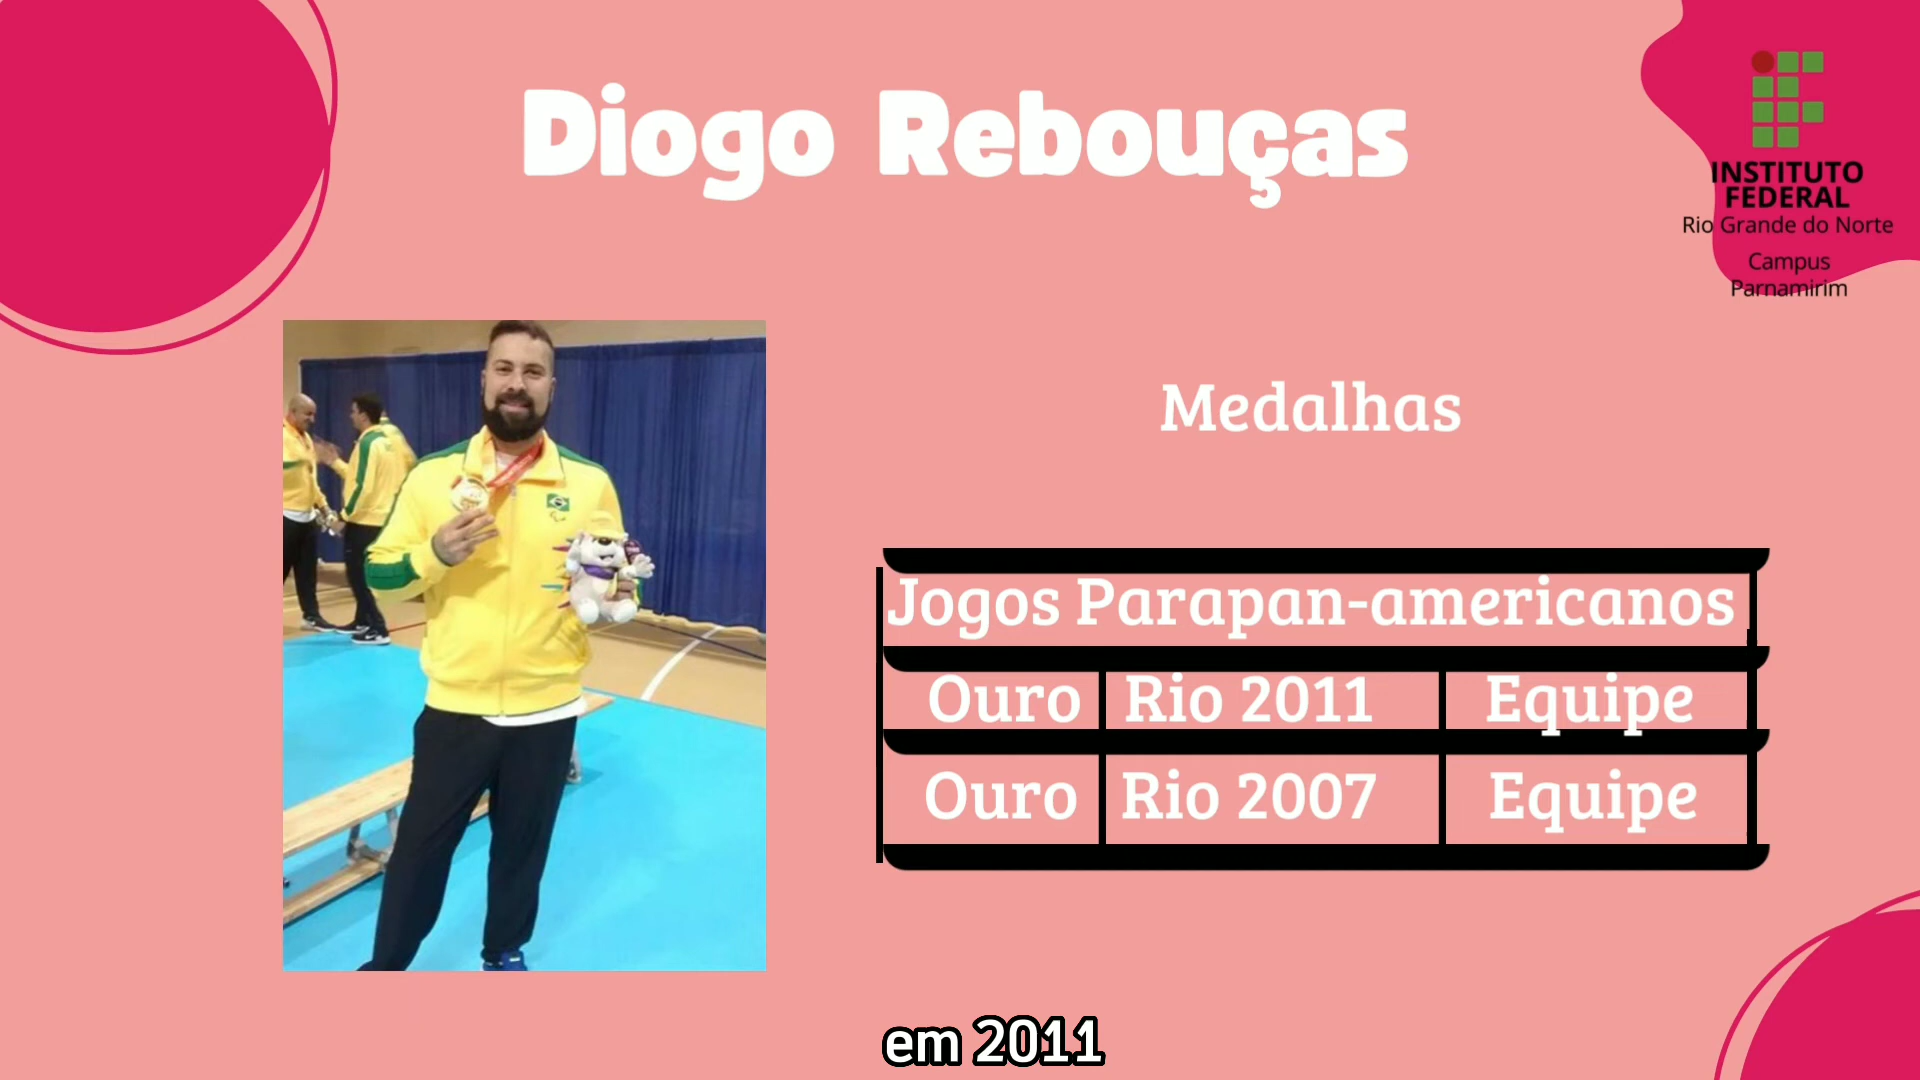 Diogo Rebouças
INSTITUTO
FEDERAL
Rio Grande do Norte
Campus
Parnamirim
Medalhas
Jogos Parapan-americanos
Ouro Rio 2011 Equipe
Ouro Rio 2007 Equipe
em 2011